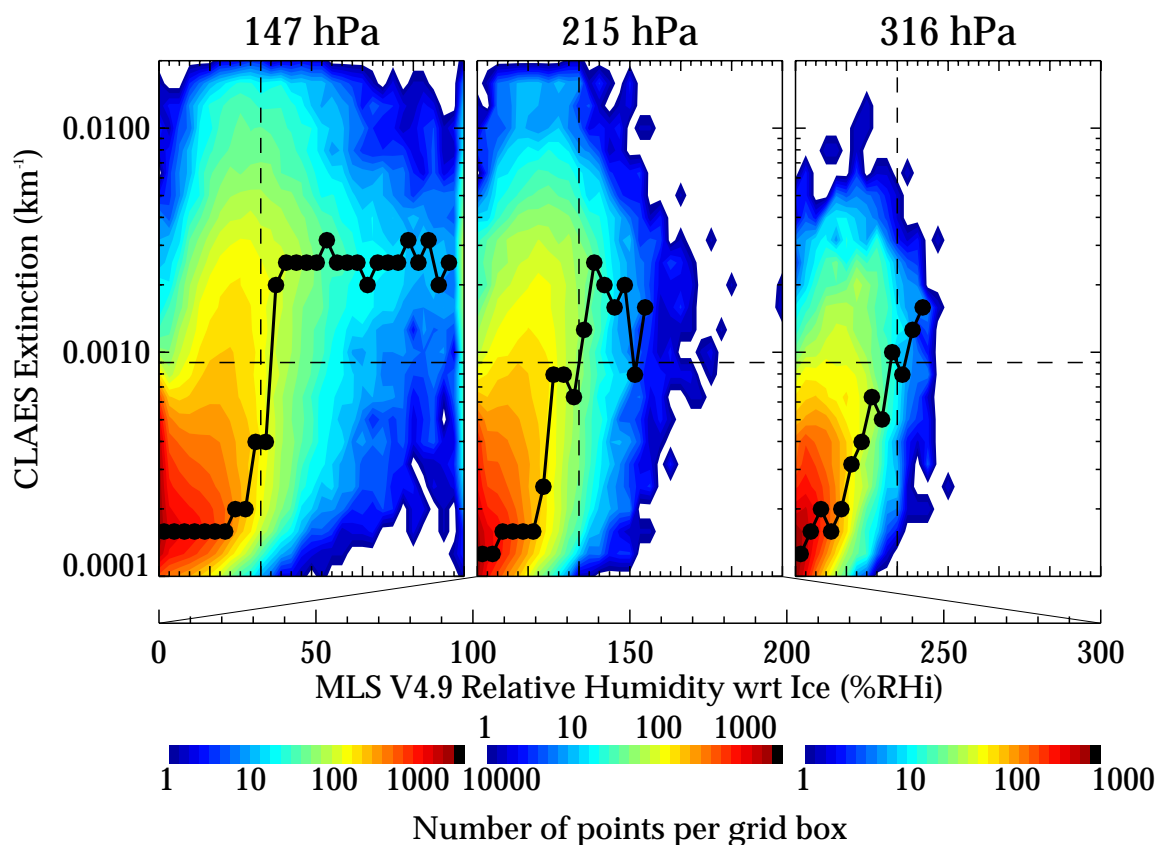 147 hPa 215 hPa 316 hPa
0.0100
0.0010
0.0001
CLAES Extinction (km⁻¹)
0 50 100 150 200 250 300
MLS V4.9 Relative Humidity wrt Ice (%RHi)
1 10 100 1000
1 10 100 1000 10000 1 10 100 1000
Number of points per grid box